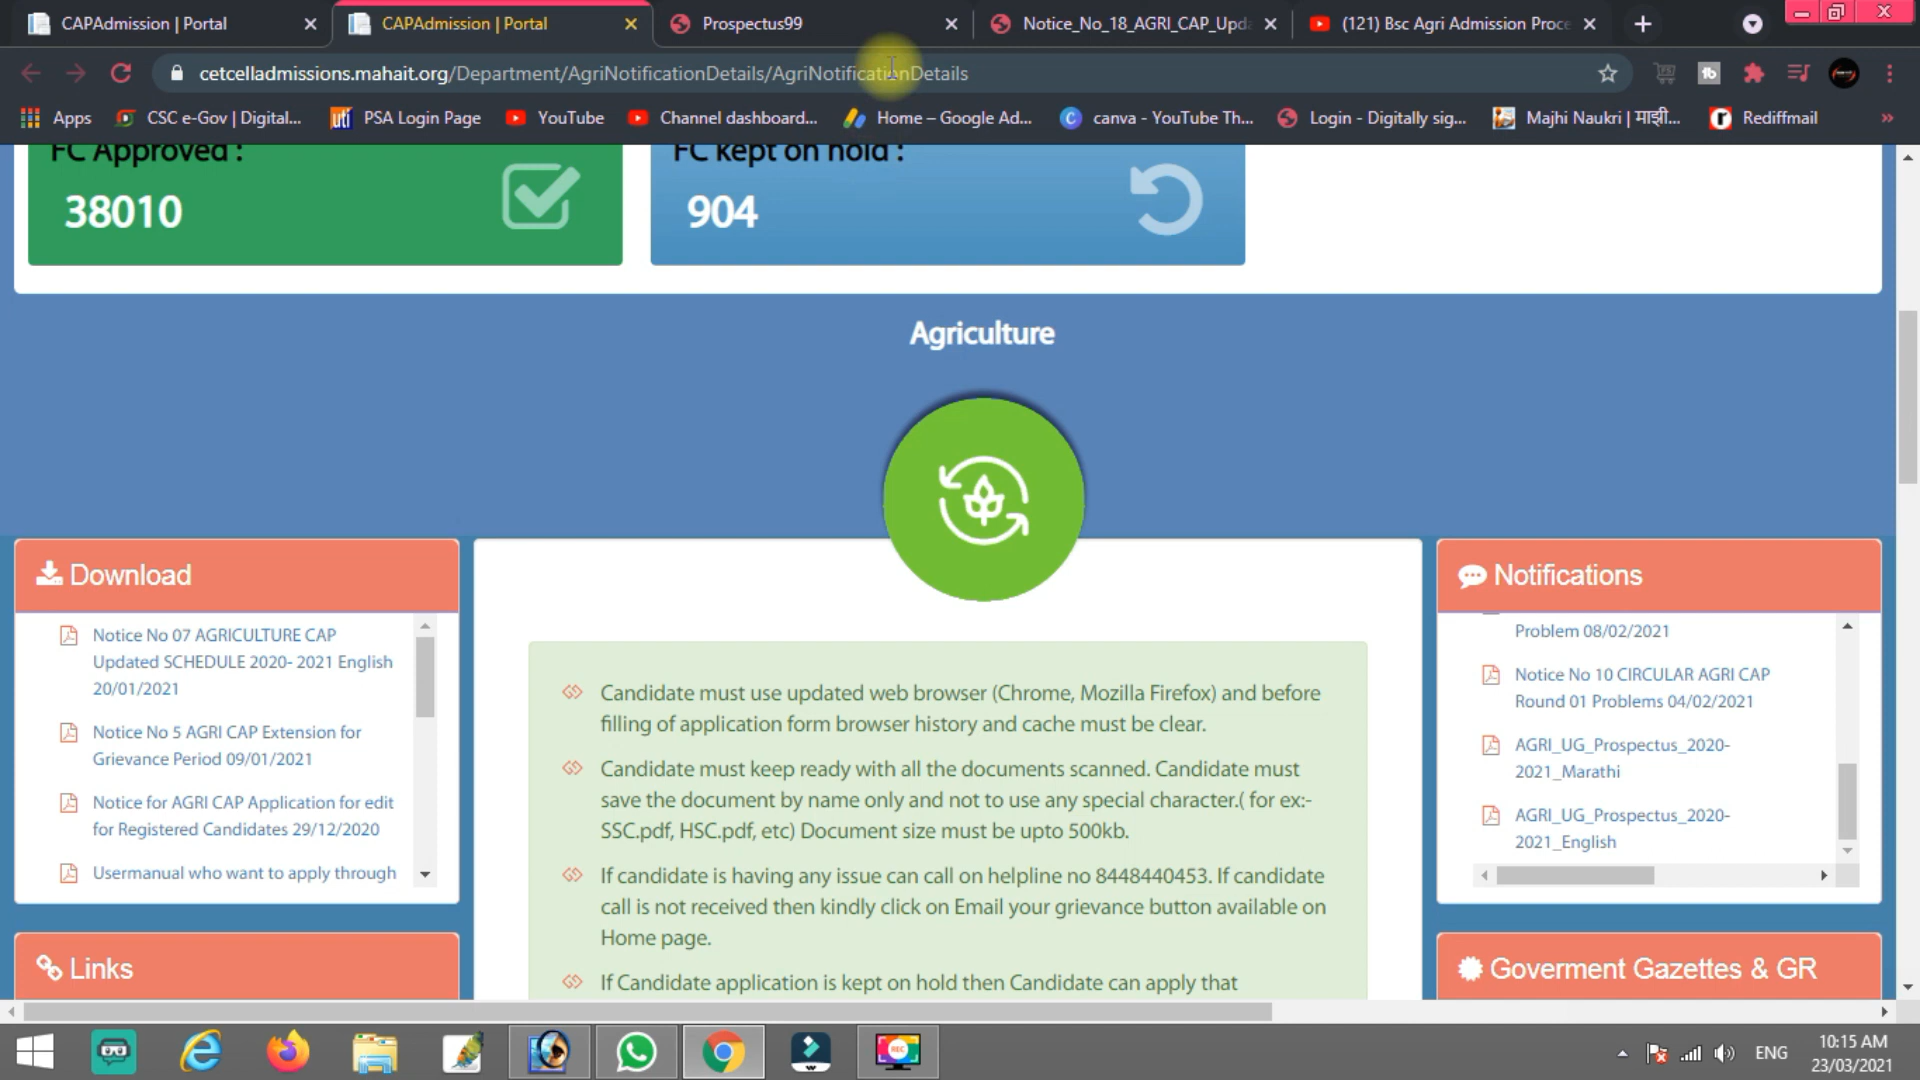 CAPAdmission | Portal
CAPAdmission | Portal
Prospectus99
Notice_No_18_AGRI_CAP_Upda
(121) Bsc Agri Admission Proce
cetcelladmissions.mahait.org/Department/AgriNotificationDetails/AgriNotificationDetails
Apps
CSC e-Gov | Digital...
uti
PSA Login Page
YouTube
Channel dashboard...
Home – Google Ad...
C
canva - YouTube Th...
Login - Digitally sig...
Majhi Naukri | माझी...
Rediffmail
»
FC Approved :
38010
FC kept on hold :
904
Agriculture
Download
Notice No 07 AGRICULTURE CAP
Updated SCHEDULE 2020- 2021 English
20/01/2021
Notice No 5 AGRI CAP Extension for
Grievance Period 09/01/2021
Notice for AGRI CAP Application for edit
for Registered Candidates 29/12/2020
Usermanual who want to apply through
Links
Candidate must use updated web browser (Chrome, Mozilla Firefox) and before
filling of application form browser history and cache must be clear.
Candidate must keep ready with all the documents scanned. Candidate must
save the document by name only and not to use any special character.( for ex:-
SSC.pdf, HSC.pdf, etc) Document size must be upto 500kb.
If candidate is having any issue can call on helpline no 8448440453. If candidate
call is not received then kindly click on Email your grievance button available on
Home page.
If Candidate application is kept on hold then Candidate can apply that
Notifications
Problem 08/02/2021
Notice No 10 CIRCULAR AGRI CAP
Round 01 Problems 04/02/2021
AGRI_UG_Prospectus_2020-
2021_Marathi
AGRI_UG_Prospectus_2020-
2021_English
Goverment Gazettes & GR
REC
ENG
10:15 AM
23/03/2021